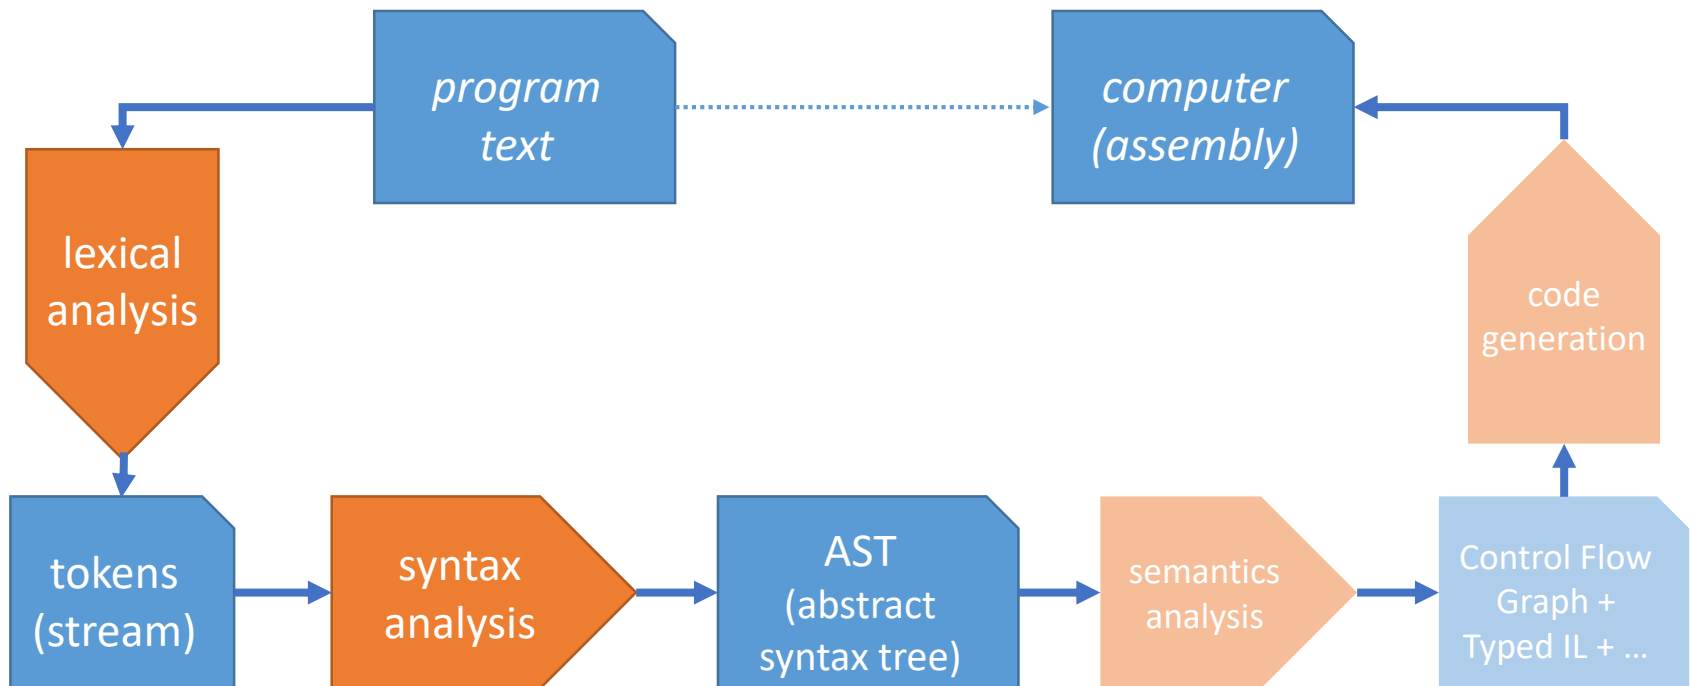 program
text
computer
(assembly)
lexical
analysis
code
generation
tokens
(stream)
syntax
analysis
AST
(abstract
syntax tree)
semantics
analysis
Control Flow
Graph +
Typed IL + ...